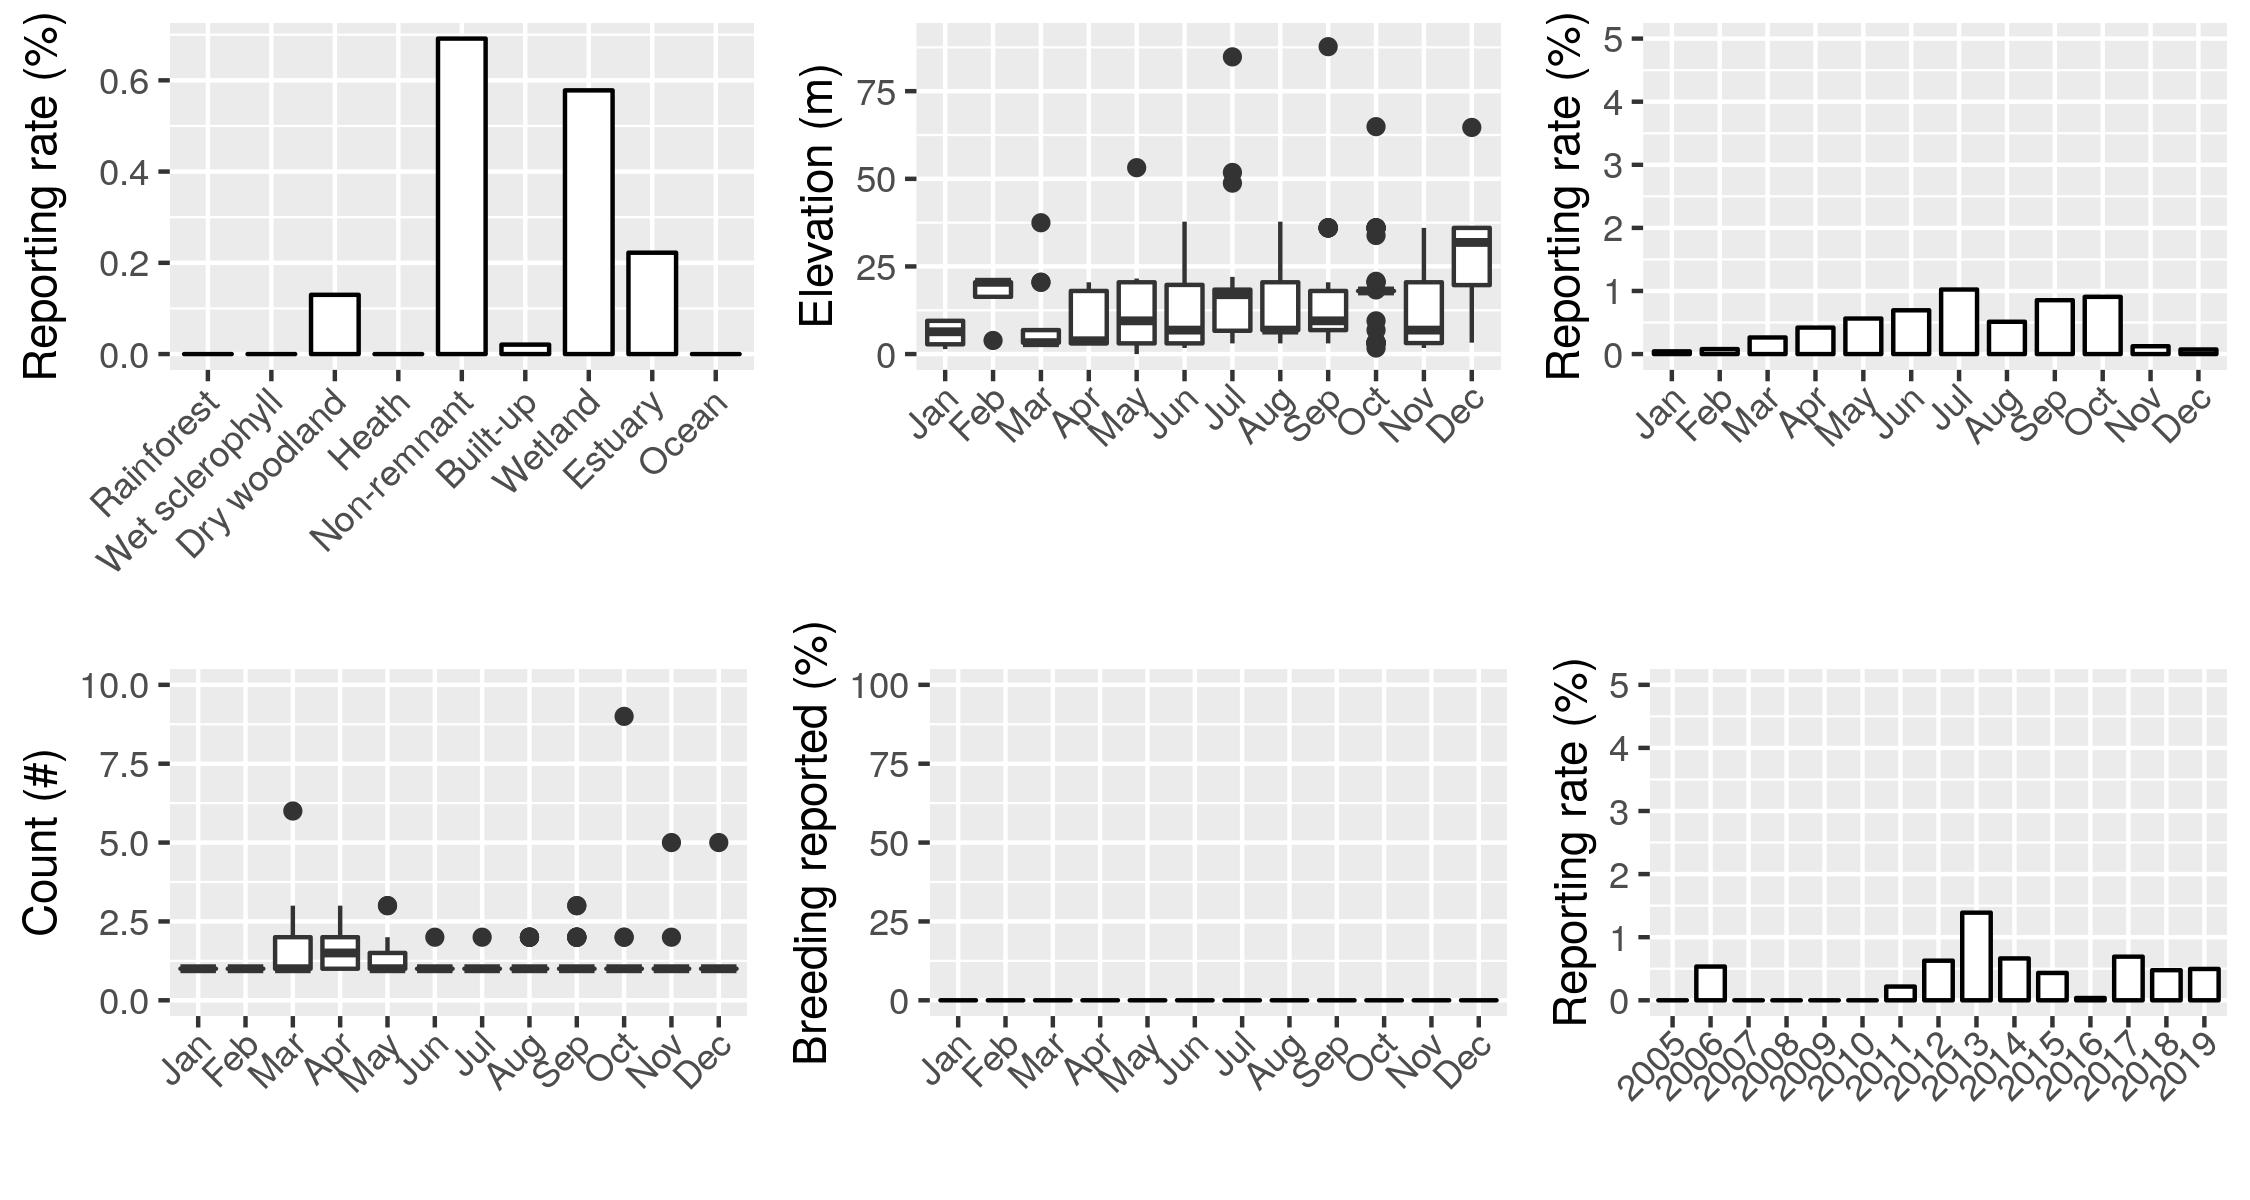 Reporting rate (%)
0.6
0.4
0.2
0.0
Rainforest
Wet sclerophyll
Dry woodland
Heath
Non-remnant
Built-up
Wetland
Estuary
Ocean
Elevation (m)
75
50
25
0
Jan
Feb
Mar
Apr
May
Jun
Jul
Aug
Sep
Oct
Nov
Dec
Reporting rate (%)
5
4
3
2
1
0
Jan
Feb
Mar
Apr
May
Jun
Jul
Aug
Sep
Oct
Nov
Dec
Count (#)
10.0
7.5
5.0
2.5
0.0
Jan
Feb
Mar
Apr
May
Jun
Jul
Aug
Sep
Oct
Nov
Dec
Breeding reported (%)
100
75
50
25
0
Jan
Feb
Mar
Apr
May
Jun
Jul
Aug
Sep
Oct
Nov
Dec
Reporting rate (%)
5
4
3
2
1
0
2005
2006
2007
2008
2009
2010
2011
2012
2013
2014
2015
2016
2017
2018
2019